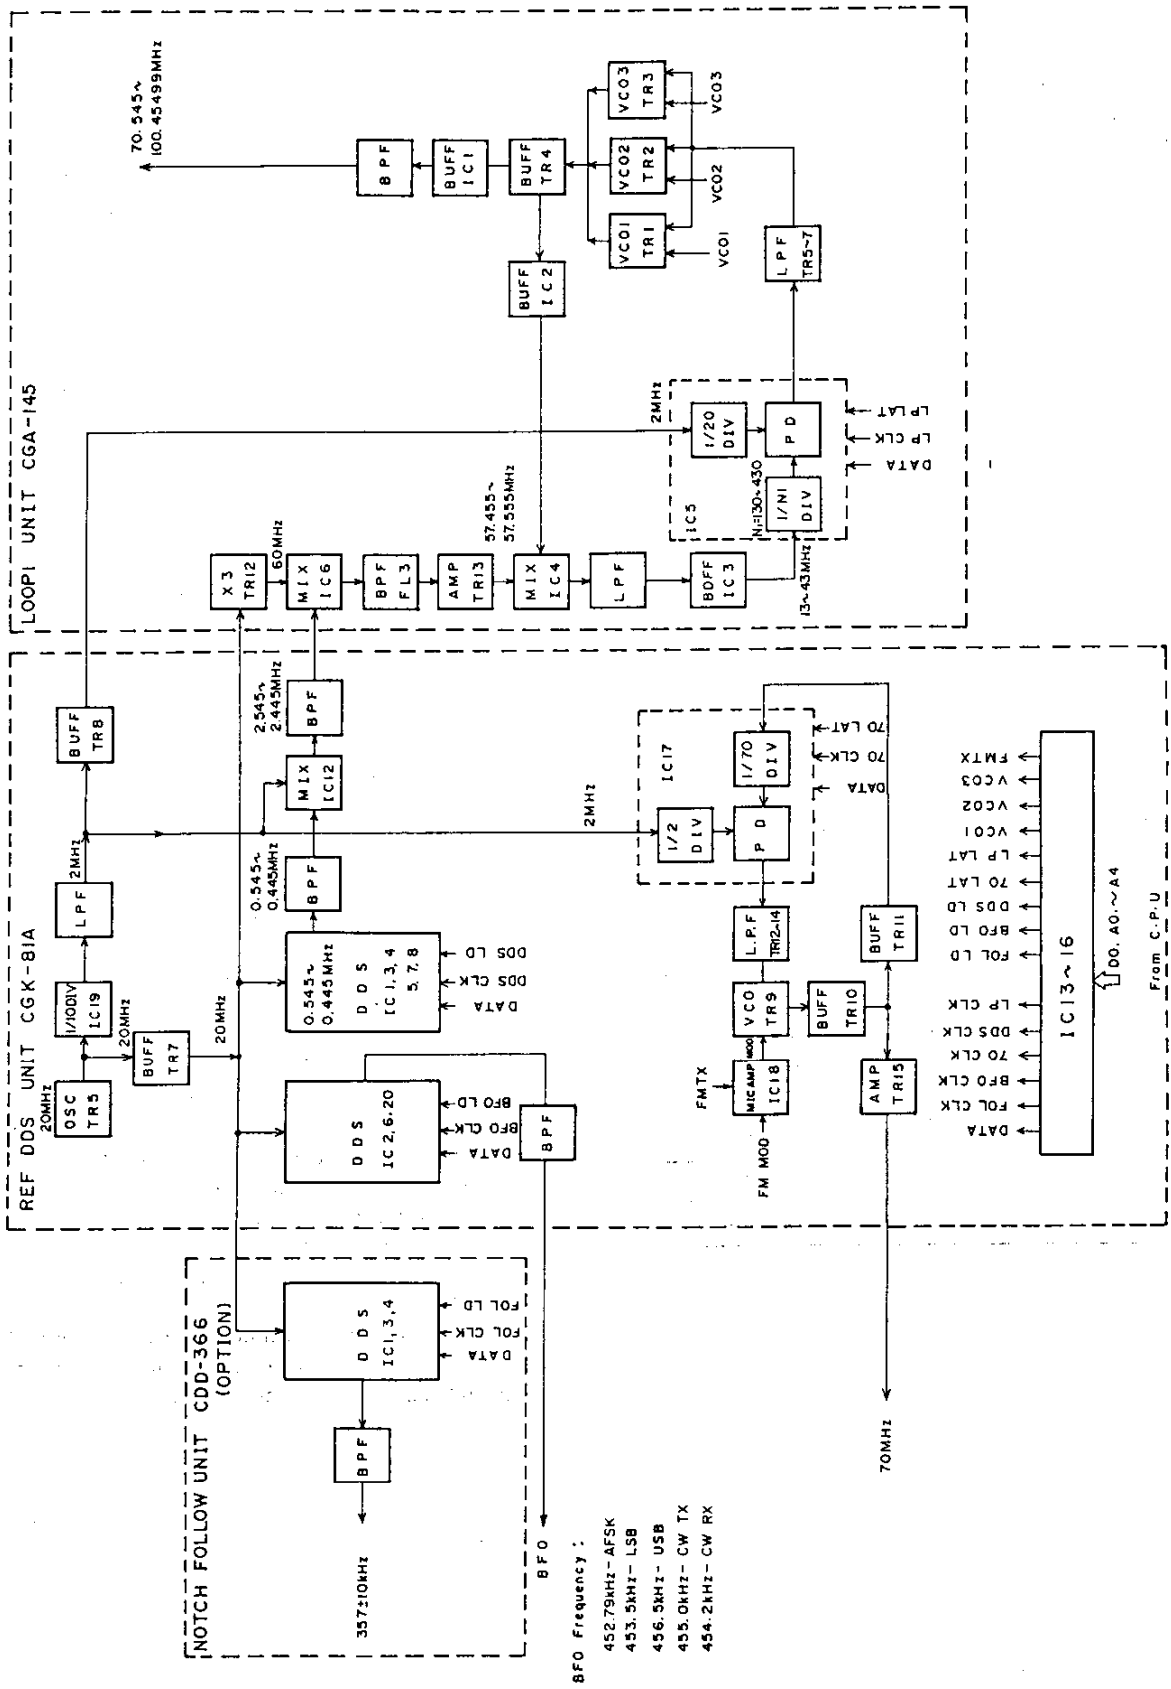 NOTCH FOLLOW UNIT CDD-366
(OPTION)
357±10kHz
BPF
DDS
IC1,3,4
DATA
FOL CLK
FOL LD
BFO
BFO Frequency:
452.79kHz-AFSK
453.5kHz-LSB
456.5kHz-USB
455.0kHz-CW TX
454.2kHz-CW RX
REF DDS UNIT CGK-81A
20MHz
OSC
TR5
1/10DIV
IC19
LPF
2MHz
BUFF
TR8
20MHz
BUFF
TR7
20MHz
DDS
IC2,6,20
DATA
BFO CLK
BFO LD
BPF
0.545~
0.445MHz
DDS
IC1,3,4
5,7,8
DATA
DDS CLK
DDS LD
0.545~
0.445MHz
BPF
MIX
IC12
2.545~
2.445MHz
BPF
2MHz
IC17
1/2
DIV
PD
1/70
DIV
DATA
70 CLK
70 LAT
FMTX
FM MOD
MIC AMP MOD
IC18
VCO
TR9
L.P.F
TR12~14
BUFF
TR10
AMP
TR15
BUFF
TR11
70MHz
DATA
FOL CLK
BFO CLK
70 CLK
DDS CLK
LP CLK
FOL LD
BFO LD
DDS LD
70 LAT
LP LAT
VCO1
VCO2
VCO3
FMTX
IC13~16
D0. A0.~A4
From C.P.U
LOOP1 UNIT CGA-145
X3
TR12
60MHz
MIX
IC6
BPF
FL3
AMP
TR13
57.455~
57.555MHz
MIX
IC4
LPF
BDFF
IC3
13~43MHz
2MHz
IC5
1/20
DIV
N1=130~430
1/N1
DIV
PD
DATA
LP CLK
LP LAT
LPF
TR5~7
BUFF
IC2
70.545~
100.45499MHz
BPF
BUFF
IC1
BUFF
TR4
VCO1
TR1
VCO2
TR2
VCO3
TR3
VCO1
VCO2
VCO3